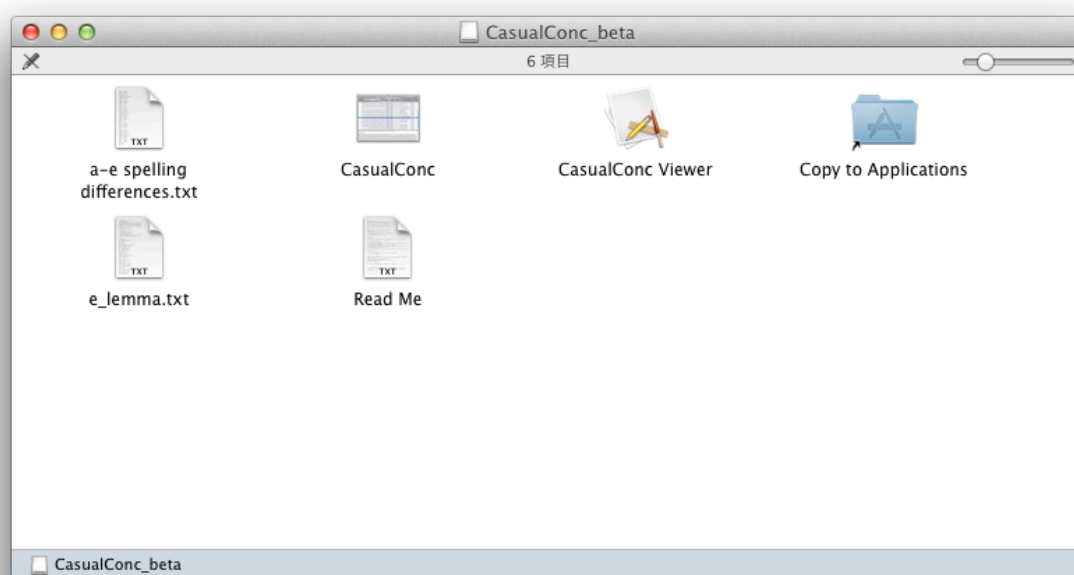 CasualConc_beta
6 項目
TXT
CasualConc
CasualConc Viewer
Copy to Applications
a-e spelling
differences.txt
TXT
TXT
e_lemma.txt
Read Me
CasualConc_beta